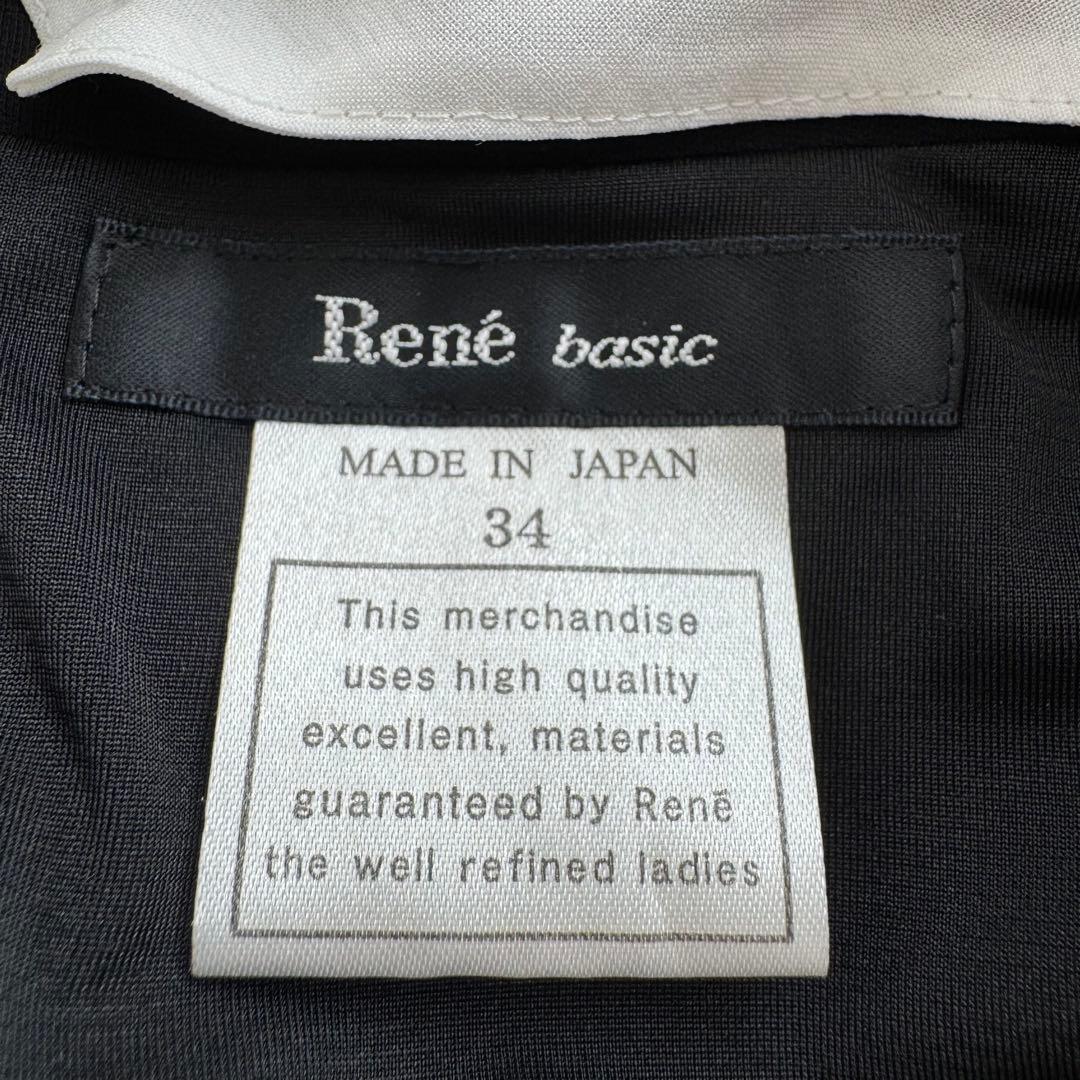 René basic
MADE IN JAPAN
34
This merchandise
uses high quality
excellent, materials
guaranteed by Renē
the well refined ladies